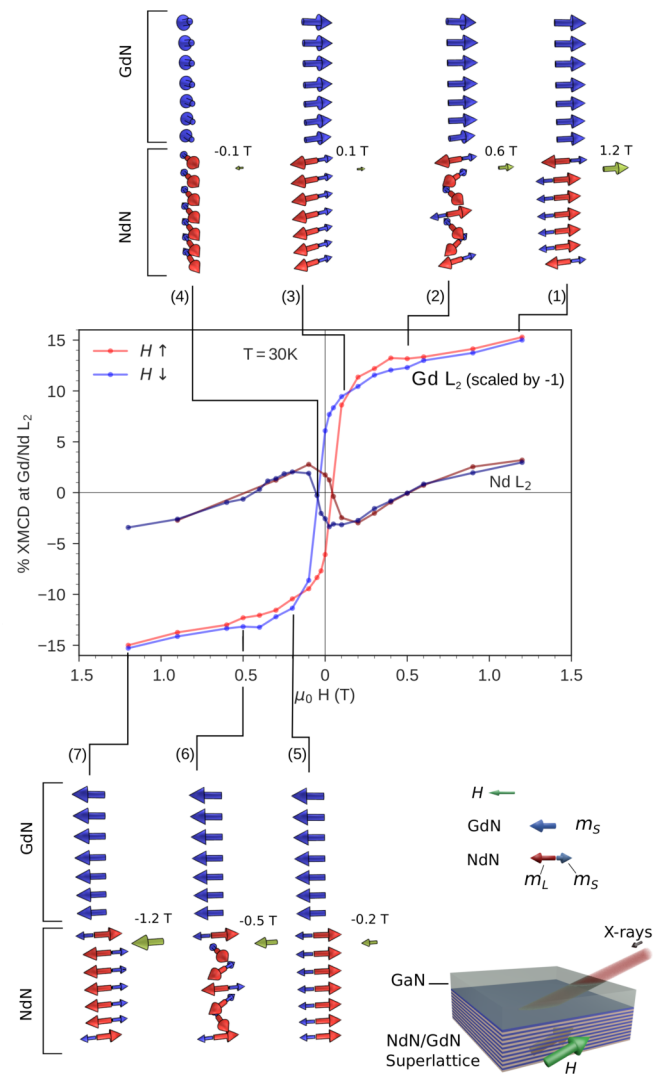 GdN
NdN
-0.1 T
0.1 T
0.6 T
1.2 T
(4)
(3)
(2)
(1)
15
10
5
0
−5
−10
−15
% XMCD at Gd/Nd L2
H ↑
H ↓
T = 30K
Gd L2 (scaled by -1)
Nd L2
1.5
1.0
0.5
0
0.5
1.0
1.5
μ0 H (T)
(7)
(6)
(5)
GdN
NdN
-1.2 T
-0.5 T
-0.2 T
H
GdN
mS
NdN
mL
mS
X-rays
GaN
NdN/GdN
Superlattice
H